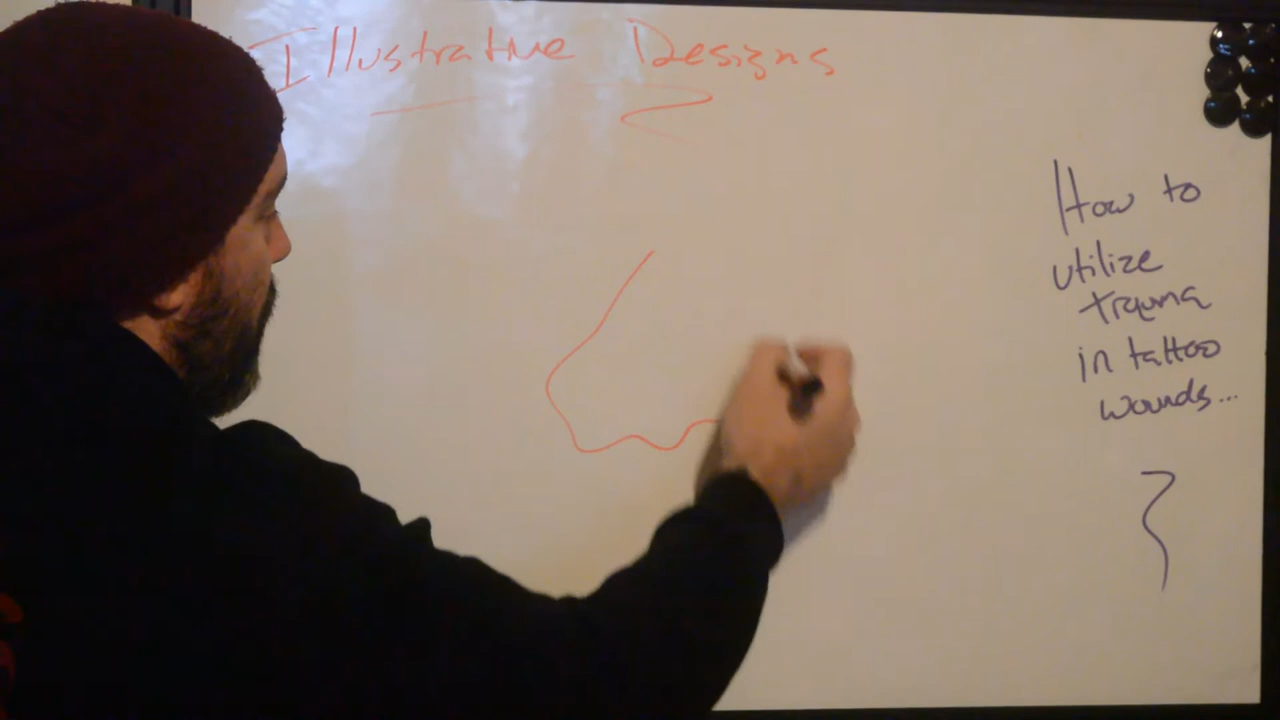 Illustrative Designs
How to
utilize
trauma
in tattoo
wounds...